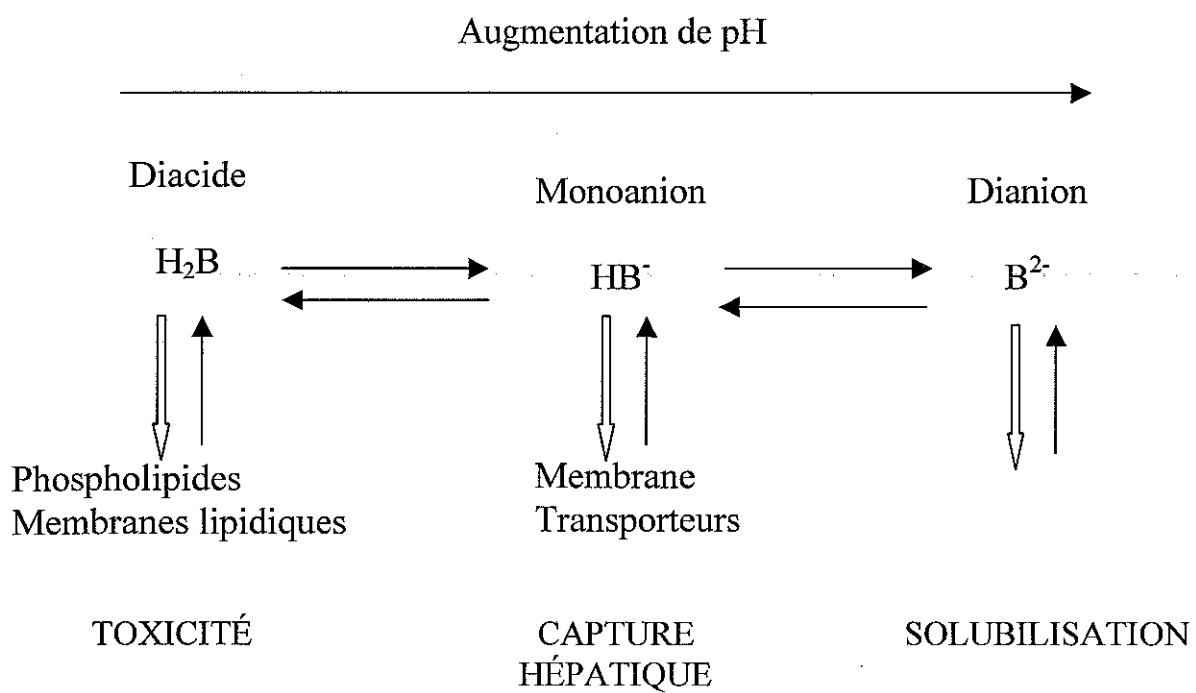 Augmentation de pH
Diacide
Monoanion
Dianion
H₂B
HB⁻
B²⁻
Phospholipides
Membranes lipidiques
Membrane
Transporteurs
TOXICITÉ
CAPTURE
HÉPATIQUE
SOLUBILISATION